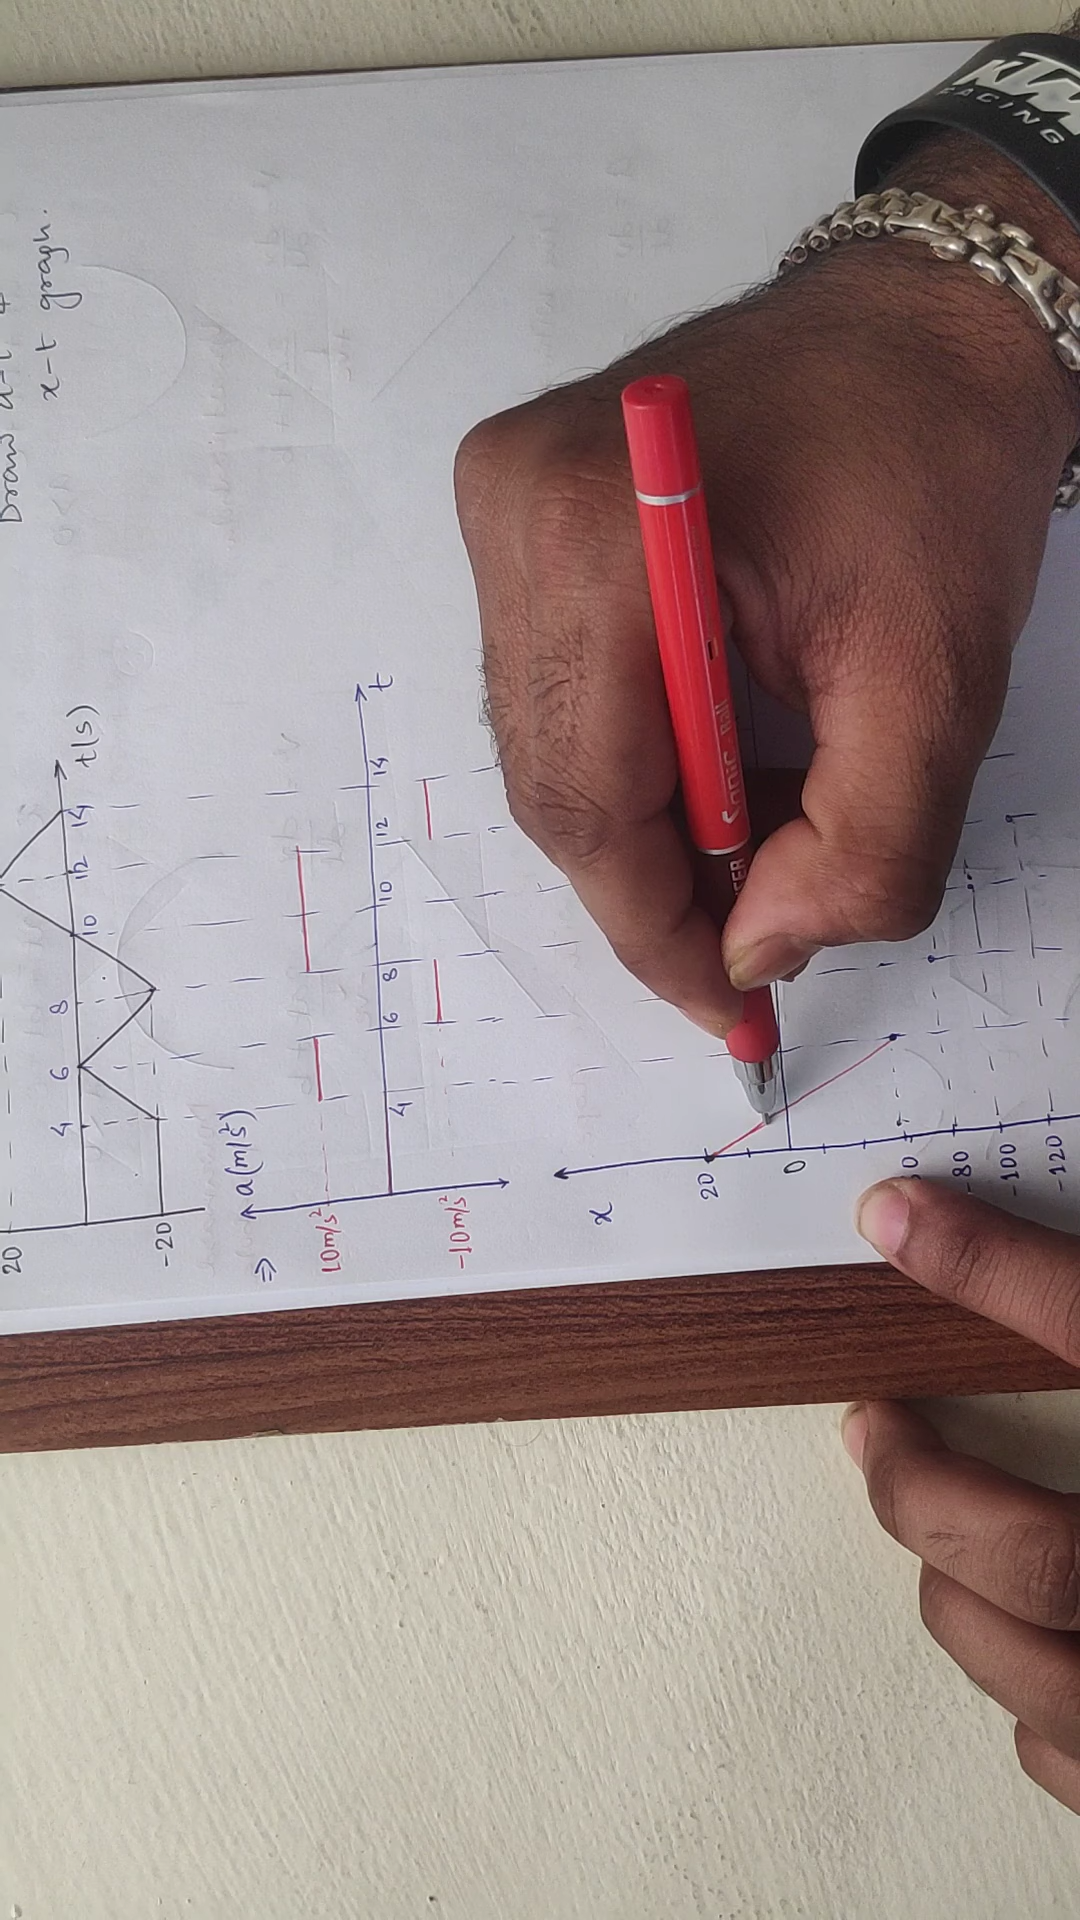 Draw a-t &
x-t graph.
20
4 6 8 10 12 14 t(s)
-20
⇒ a(m/s²)
10m/s²
4 6 8 10 12 14 t
-10m/s²
x
20
0
-80
-100
-120
KTM
RACING
Sonic Ball